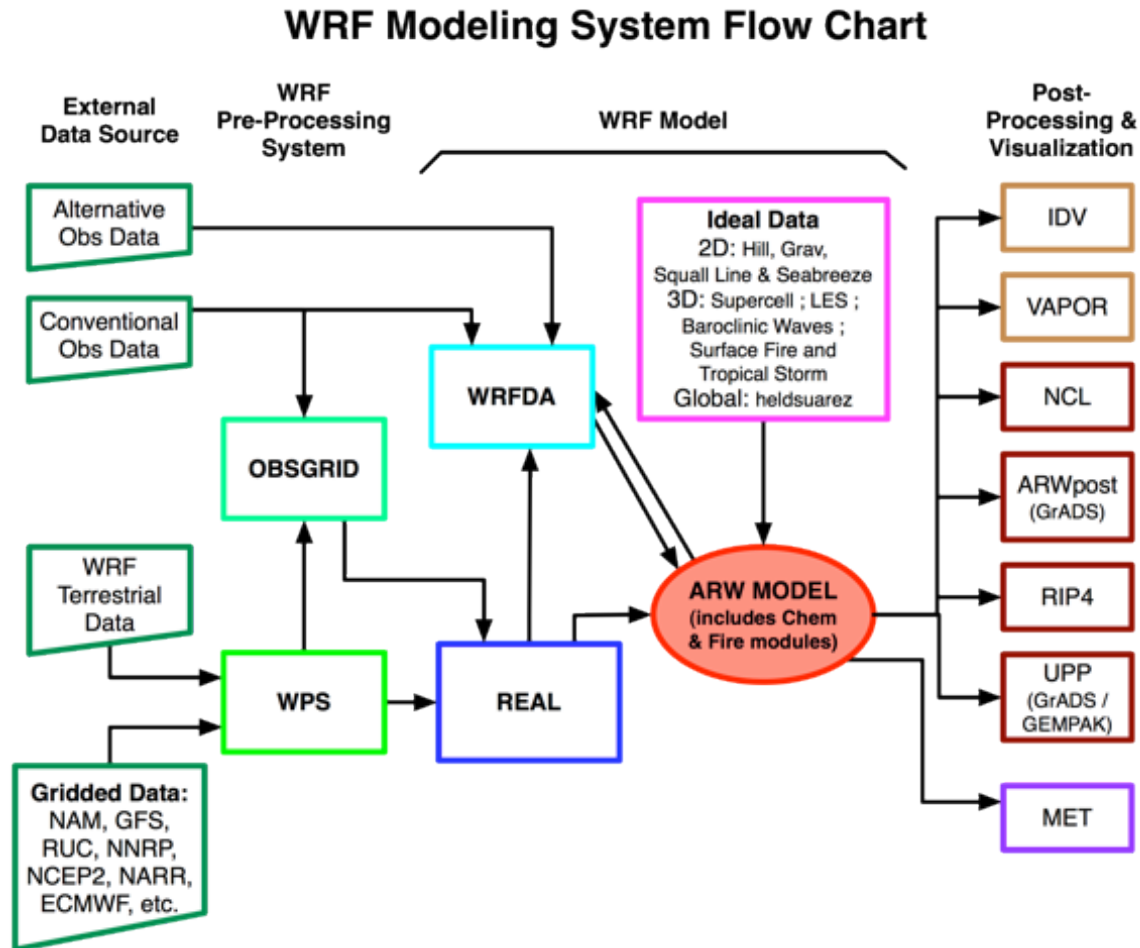 WRF Modeling System Flow Chart
External
Data Source
WRF
Pre-Processing
System
WRF Model
Post-
Processing &
Visualization
Alternative
Obs Data
Conventional
Obs Data
WRF
Terrestrial
Data
Gridded Data:
NAM, GFS,
RUC, NNRP,
NCEP2, NARR,
ECMWF, etc.
OBSGRID
WPS
WRFDA
REAL
Ideal Data
2D: Hill, Grav,
Squall Line & Seabreeze
3D: Supercell ; LES ;
Baroclinic Waves ;
Surface Fire and
Tropical Storm
Global: heldsuarez
ARW MODEL
(includes Chem
& Fire modules)
IDV
VAPOR
NCL
ARWpost
(GrADS)
RIP4
UPP
(GrADS /
GEMPAK)
MET